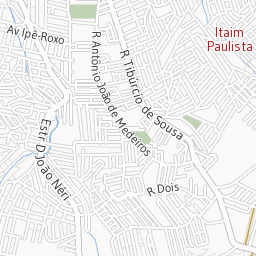 Av Ipê-Roxo
R Antônio João de Medeiros
R Tibúrcio de Sousa
Itaim
Paulista
Estr D João Néri
R Dois